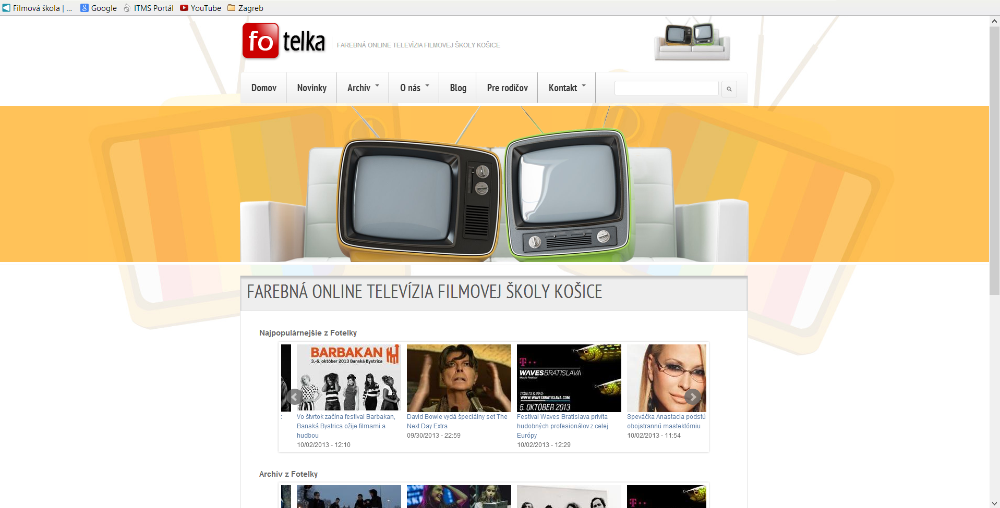 Filmová škola | ...
Google
ITMS Portál
YouTube
Zagreb
fo telka
FAREBNÁ ONLINE TELEVÍZIA FILMOVEJ ŠKOLY KOŠICE
Domov
Novinky
Archív
O nás
Blog
Pre rodičov
Kontakt
FAREBNÁ ONLINE TELEVÍZIA FILMOVEJ ŠKOLY KOŠICE
Najpopulárnejšie z Fotelky
BARBAKAN
3.-6. október 2013 Banská Bystrica
T
WAVESBRATISLAVA
Music Festival
TICKETS & INFO:
WWW.WAVESBRATISLAVA.COM
5. OKTÓBER 2013
:
Vo štvrtok začína festival Barbakan,
Banská Bystrica ožije filmami a
hudbou
10/02/2013 - 12:10
David Bowie vydá špeciálny set The
Next Day Extra
09/30/2013 - 22:59
Festival Waves Bratislava privíta
hudobných profesionálov z celej
Európy
10/02/2013 - 12:29
Speváčka Anastacia podstú
obojstrannú mastektómiu
10/02/2013 - 11:54
Archív z Fotelky
T